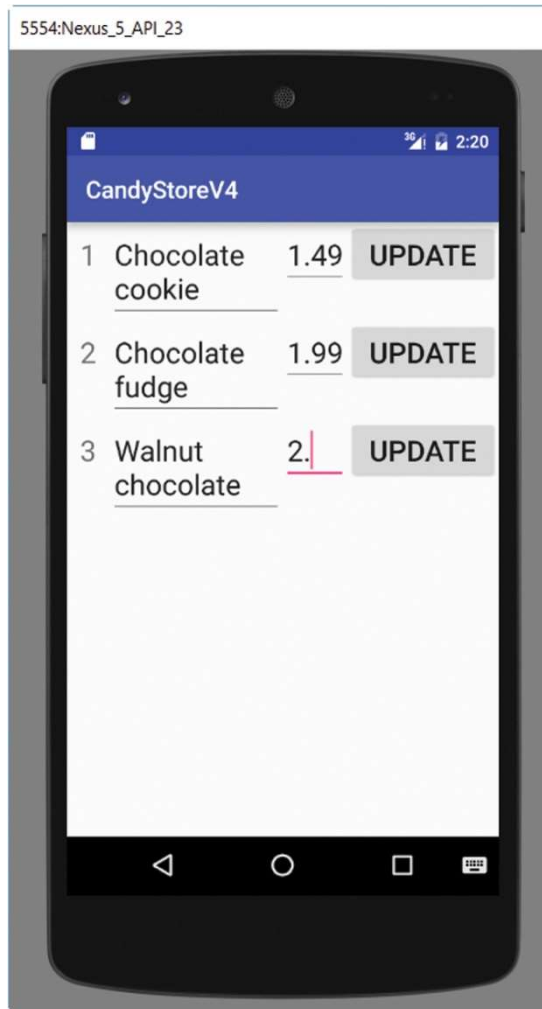 5554:Nexus_5_API_23
3G 2:20
CandyStoreV4
1 Chocolate 1.49 UPDATE
cookie
2 Chocolate 1.99 UPDATE
fudge
3 Walnut 2. UPDATE
chocolate